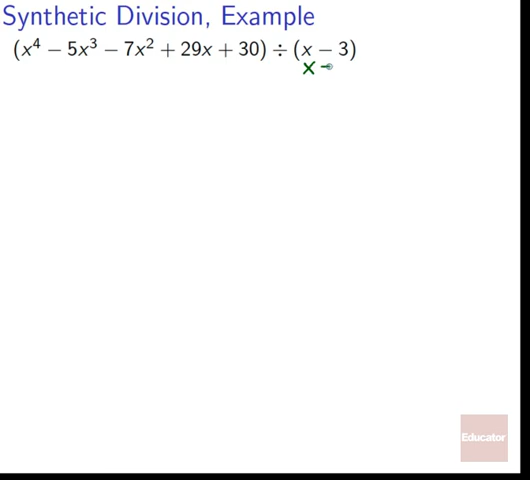 Synthetic Division, Example
(x⁴ − 5x³ − 7x² + 29x + 30) ÷ (x − 3)
x −
Educator